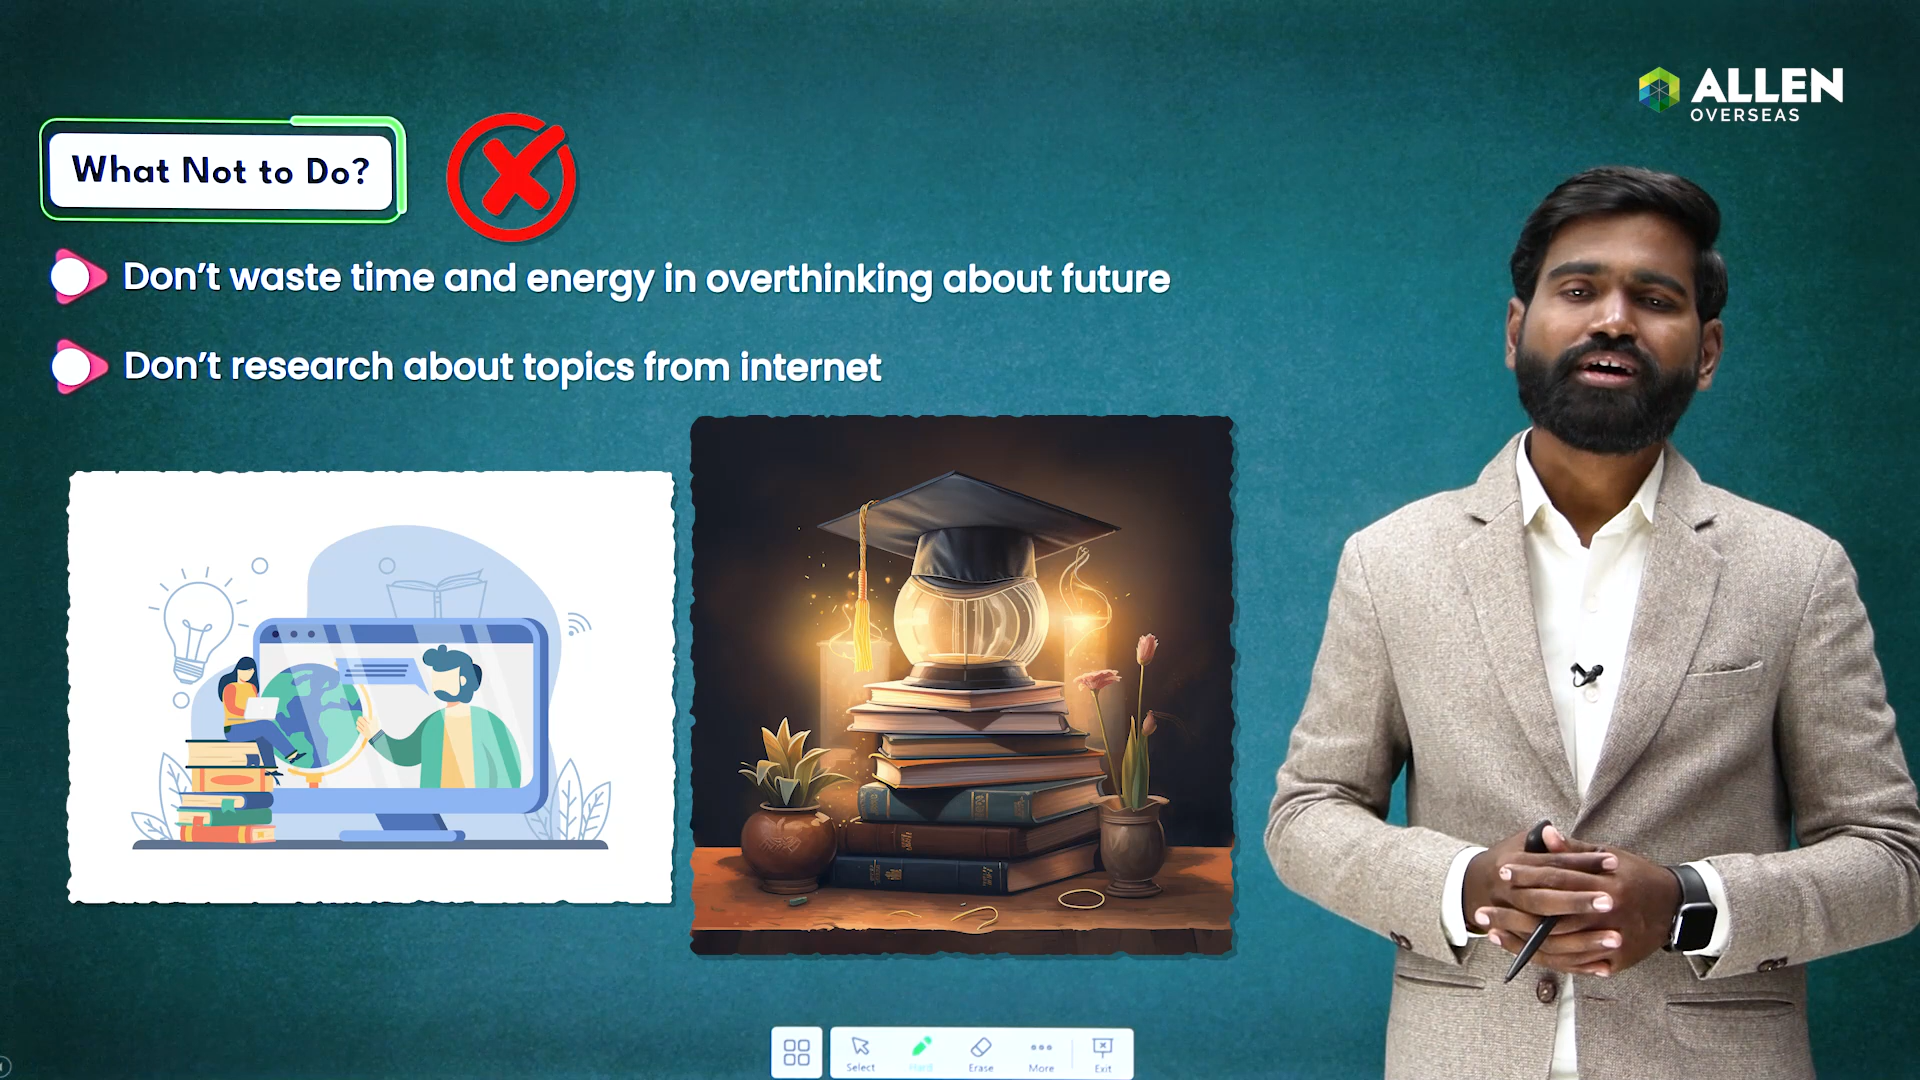 ALLEN
OVERSEAS
What Not to Do?
Don't waste time and energy in overthinking about future
Don't research about topics from internet
Select
Erase
More
Exit